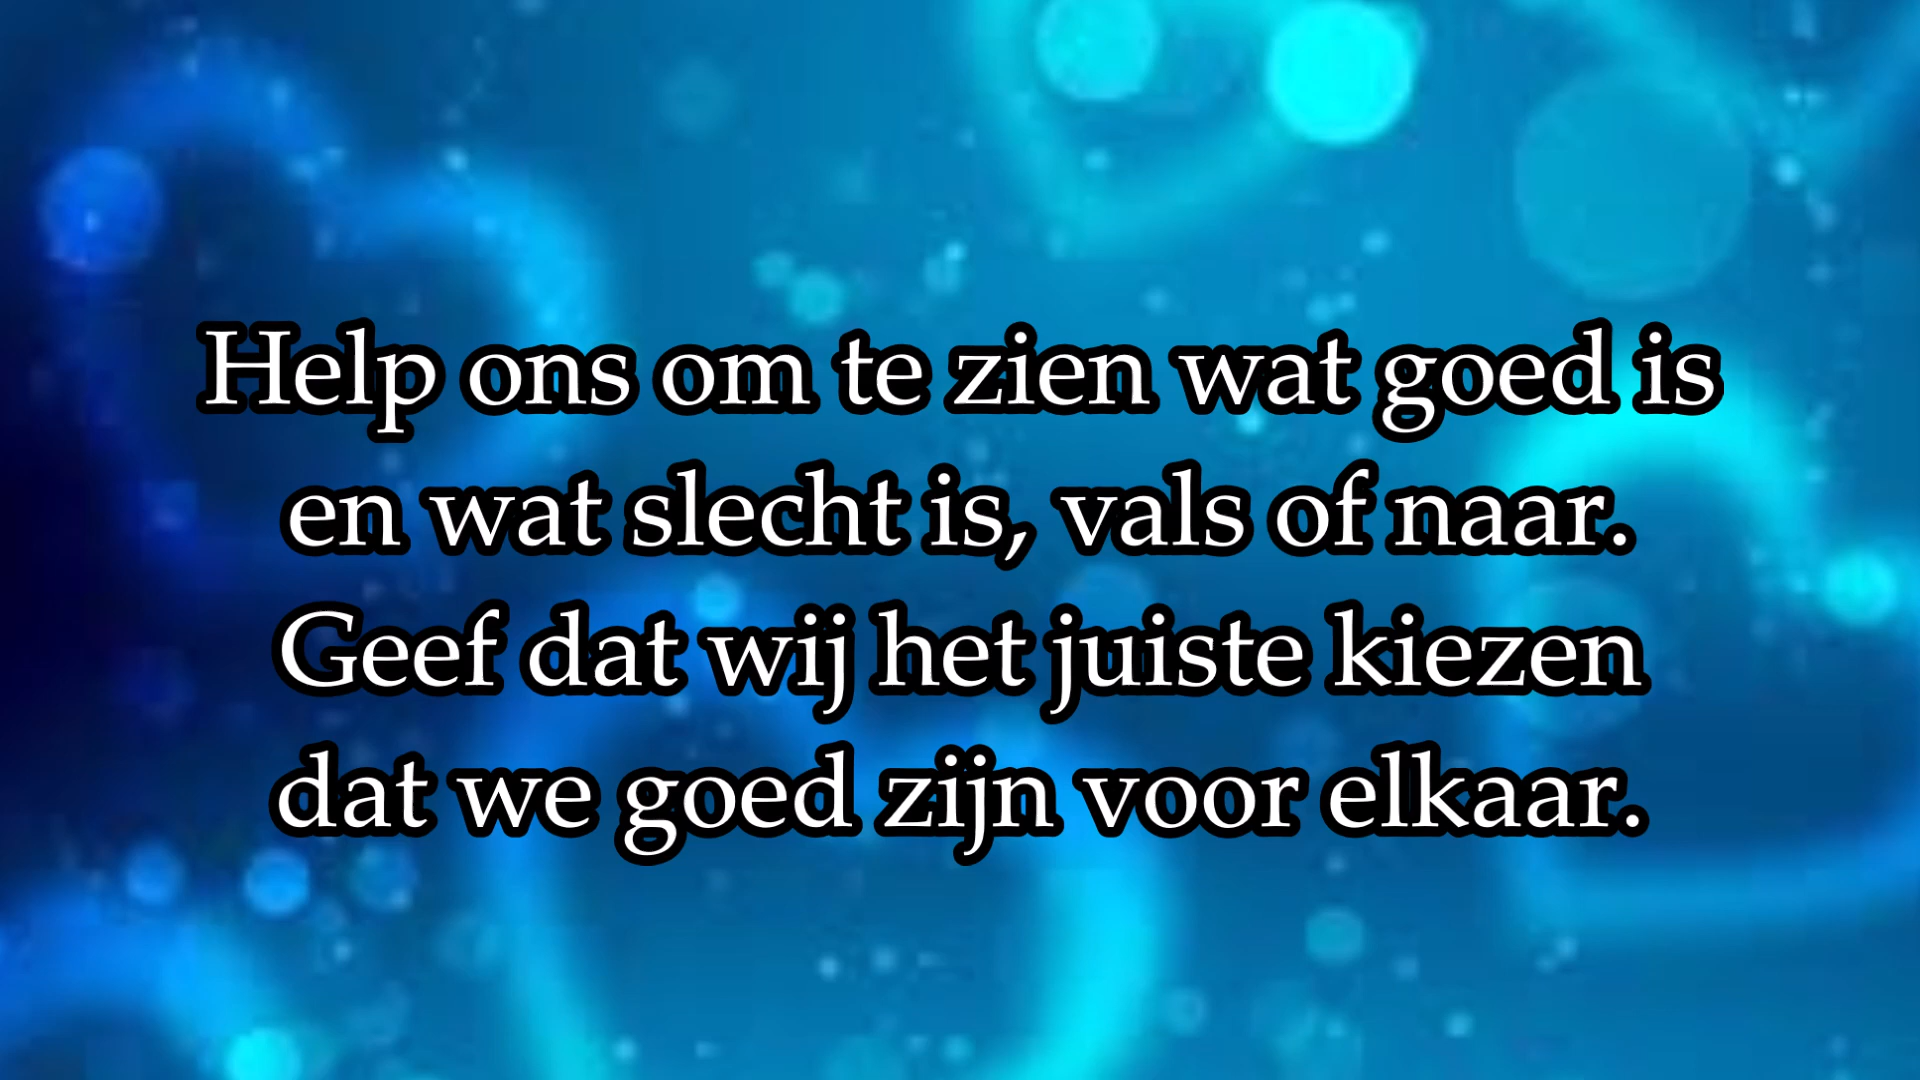 Help ons om te zien wat goed is
en wat slecht is, vals of naar.
Geef dat wij het juiste kiezen
dat we goed zijn voor elkaar.